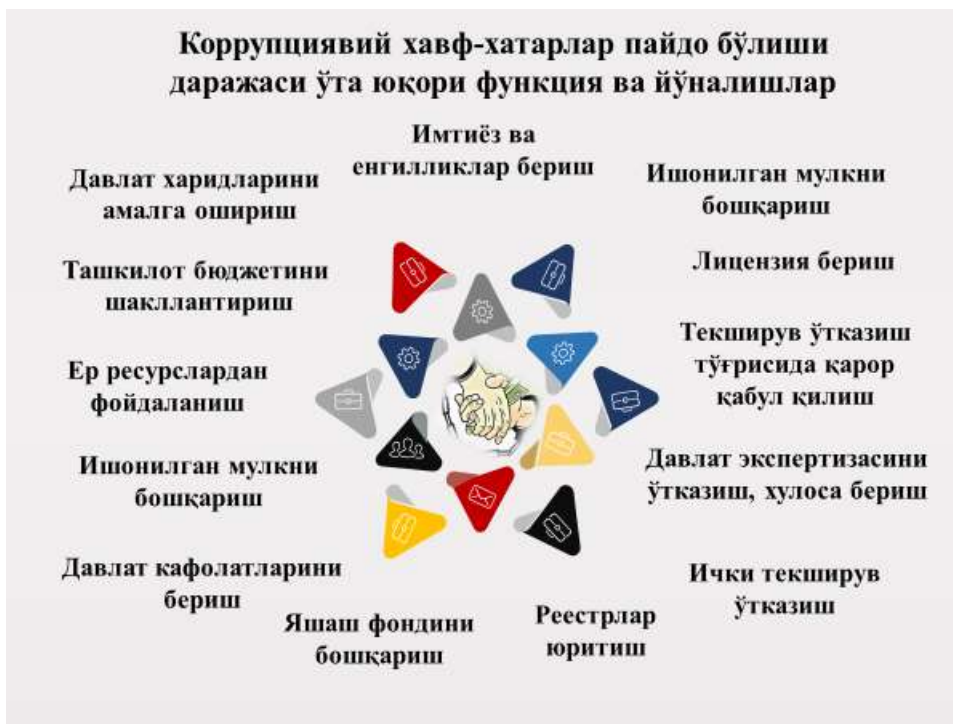 Коррупциявий хавф-хатарлар пайдо бўлиши
даражаси ўта юқори функция ва йўналишлар
Имтиёз ва
енгилликлар бериш
Давлат харидларини
амалга ошириш
Ташкилот бюджетини
шакллантириш
Ер ресурслардан
фойдаланиш
Ишонилган мулкни
бошқариш
Давлат кафолатларини
бериш
Яшаш фондини
бошқариш
Ишонилган мулкни
бошқариш
Лицензия бериш
Текширув ўтказиш
тўғрисида қарор
қабул қилиш
Давлат экспертизасини
ўтказиш, хулоса бериш
Ички текширув
ўтказиш
Реестрлар
юритиш